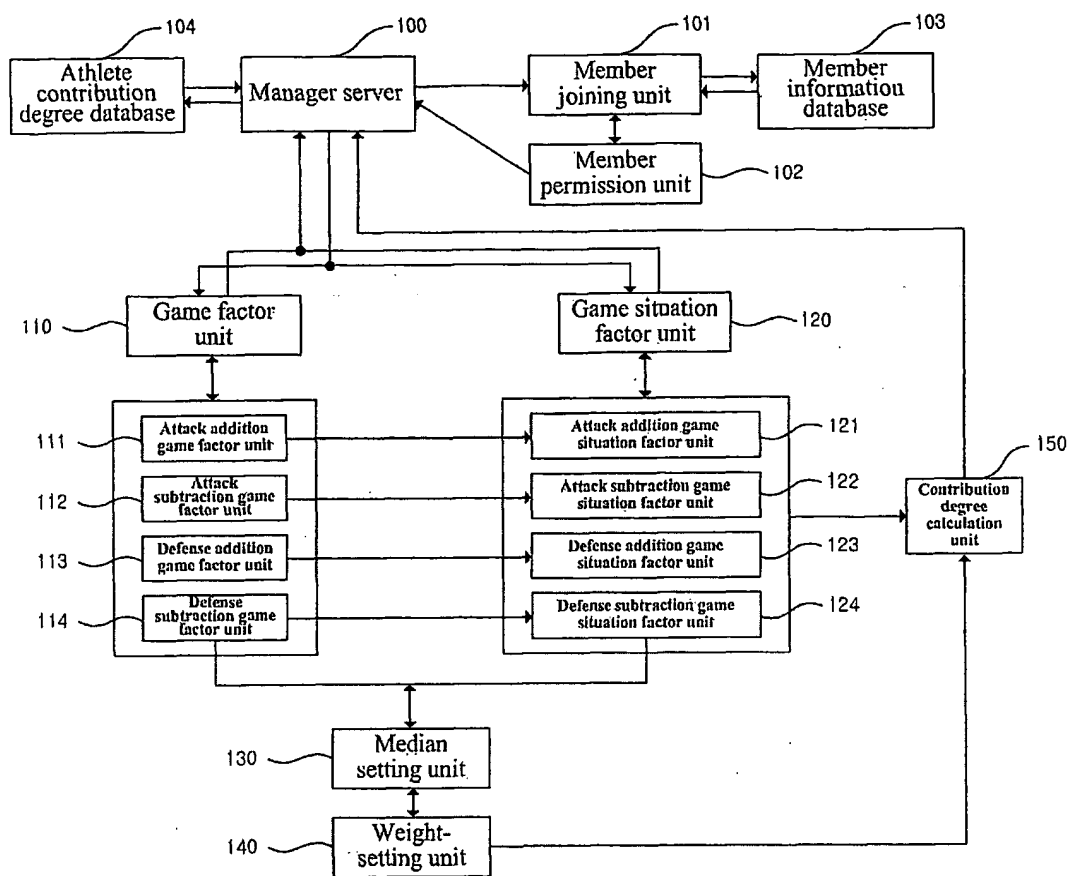 104
100
101
103
Athlete
contribution
degree database
Manager server
Member
joining unit
Member
information
database
Member
permission unit
102
110
Game factor
unit
Game situation
factor unit
120
111
Attack addition
game factor unit
Attack addition game
situation factor unit
121
112
Attack
subtraction game
factor unit
Attack subtraction game
situation factor unit
122
113
Defense addition
game factor unit
Defense addition game
situation factor unit
123
114
Defense
subtraction game
factor unit
Defense subtraction game
situation factor unit
124
150
Contribution
degree calculation
unit
130
Median
setting unit
140
Weight-
setting unit